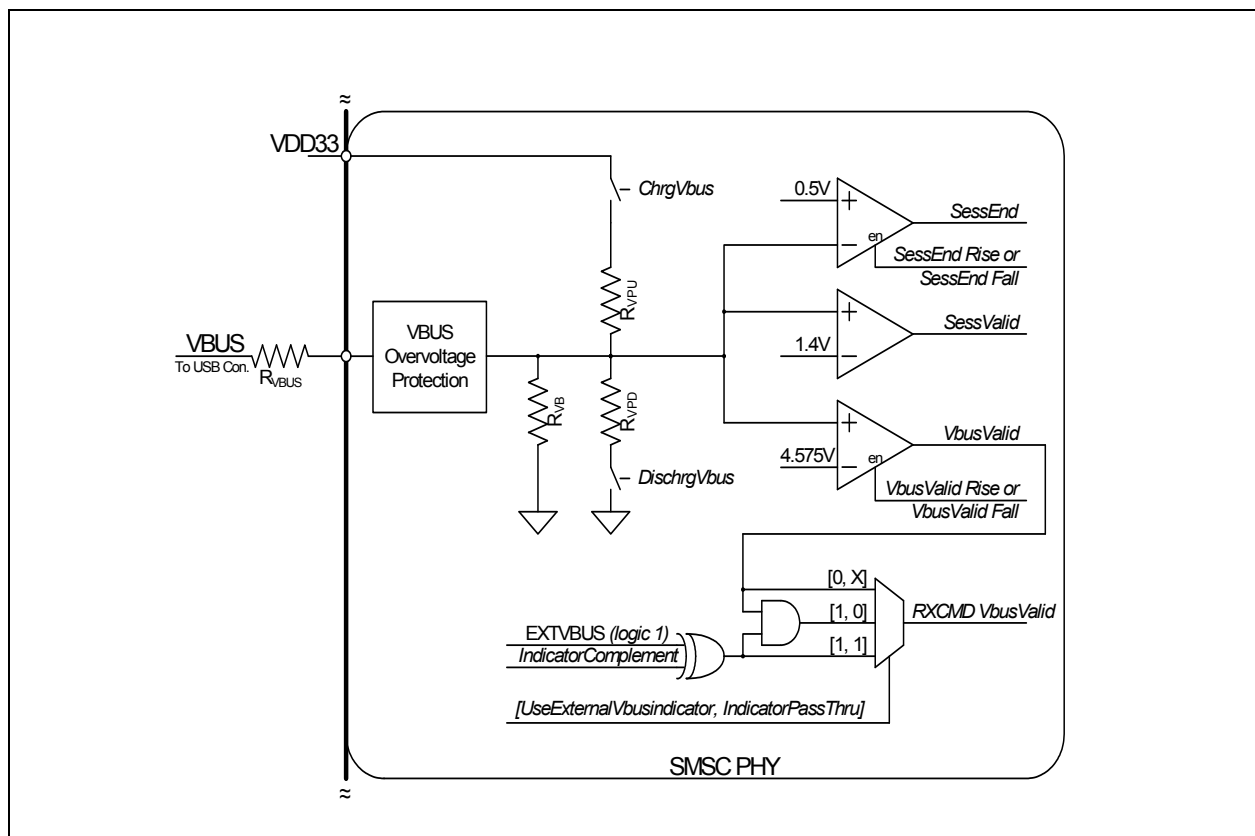 ≈
VDD33
ChrgVbus
0.5V
+
−
en
SessEnd
SessEnd Rise or
SessEnd Fall
RVPU
+
1.4V
−
SessValid
VBUS
To USB Con.
RVBUS
VBUS
Overvoltage
Protection
RVB
RVPD
DischrgVbus
+
4.575V
−
en
VbusValid
VbusValid Rise or
VbusValid Fall
[0, X]
[1, 0]
[1, 1]
RXCMD VbusValid
EXTVBUS (logic 1)
IndicatorComplement
[UseExternalVbusindicator, IndicatorPassThru]
SMSC PHY
≈